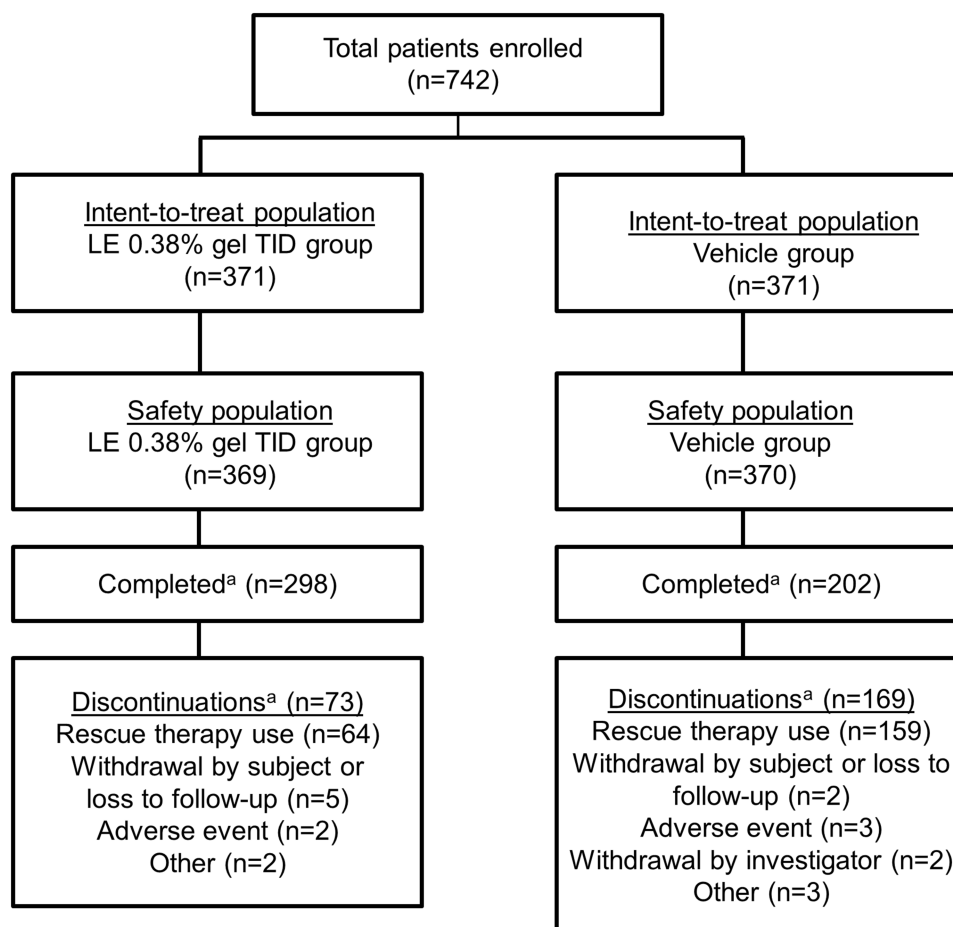 Total patients enrolled
(n=742)
Intent-to-treat population
LE 0.38% gel TID group
(n=371)
Intent-to-treat population
Vehicle group
(n=371)
Safety population
LE 0.38% gel TID group
(n=369)
Safety population
Vehicle group
(n=370)
Completedᵃ (n=298)
Completedᵃ (n=202)
Discontinuationsᵃ (n=73)
Rescue therapy use (n=64)
Withdrawal by subject or
loss to follow-up (n=5)
Adverse event (n=2)
Other (n=2)
Discontinuationsᵃ (n=169)
Rescue therapy use (n=159)
Withdrawal by subject or loss to
follow-up (n=2)
Adverse event (n=3)
Withdrawal by investigator (n=2)
Other (n=3)